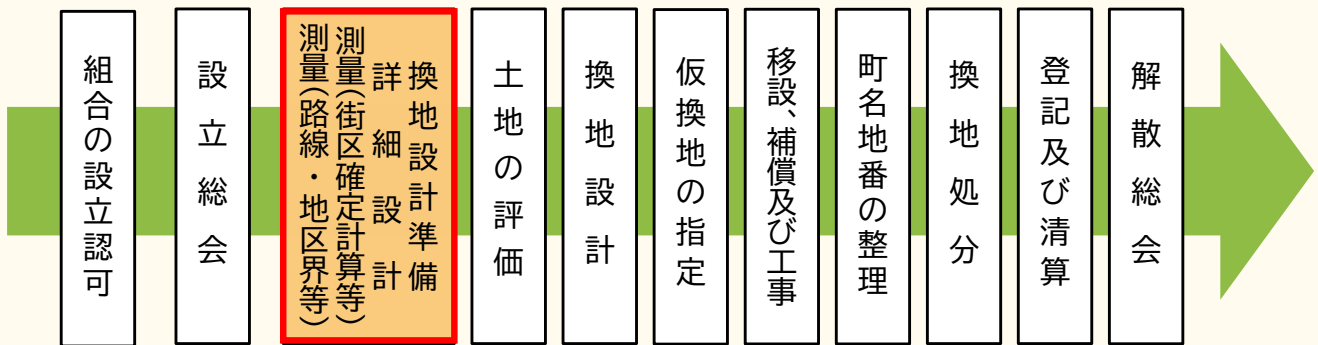 組合の設立認可
設立総会
換地設計準備
詳細設計
測量(街区確定計算等)
測量(路線・地区界等)
土地の評価
換地設計
仮換地の指定
移設、補償及び工事
町名地番の整理
換地処分
登記及び清算
解散総会